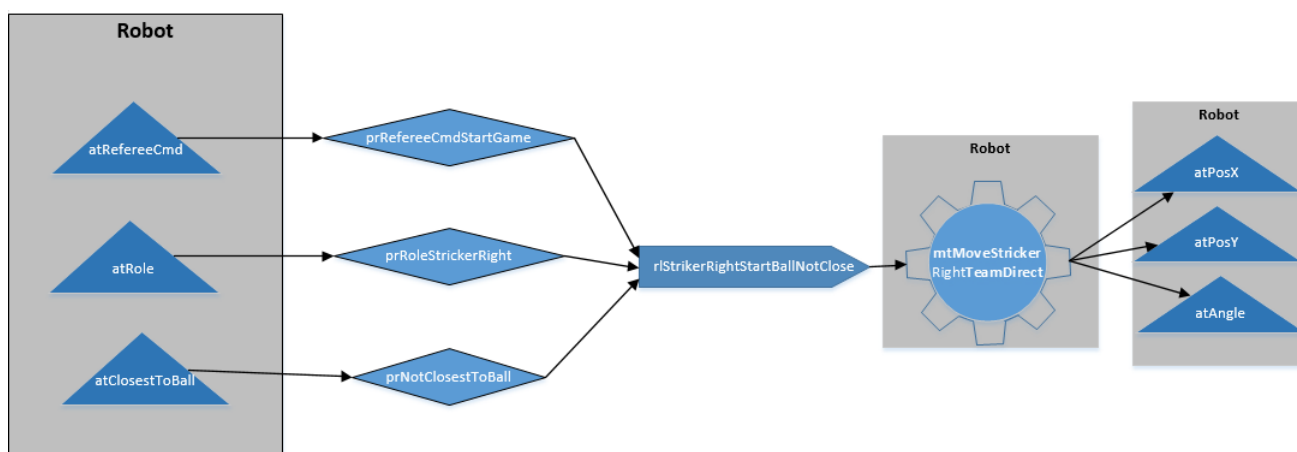 Robot
atRefereeCmd
prRefereeCmdStartGame
atRole
prRoleStrickerRight
atClosestToBall
prNotClosestToBall
rlStrikerRightStartBallNotClose
Robot
mtMoveStricker
RightTeamDirect
Robot
atPosX
atPosY
atAngle